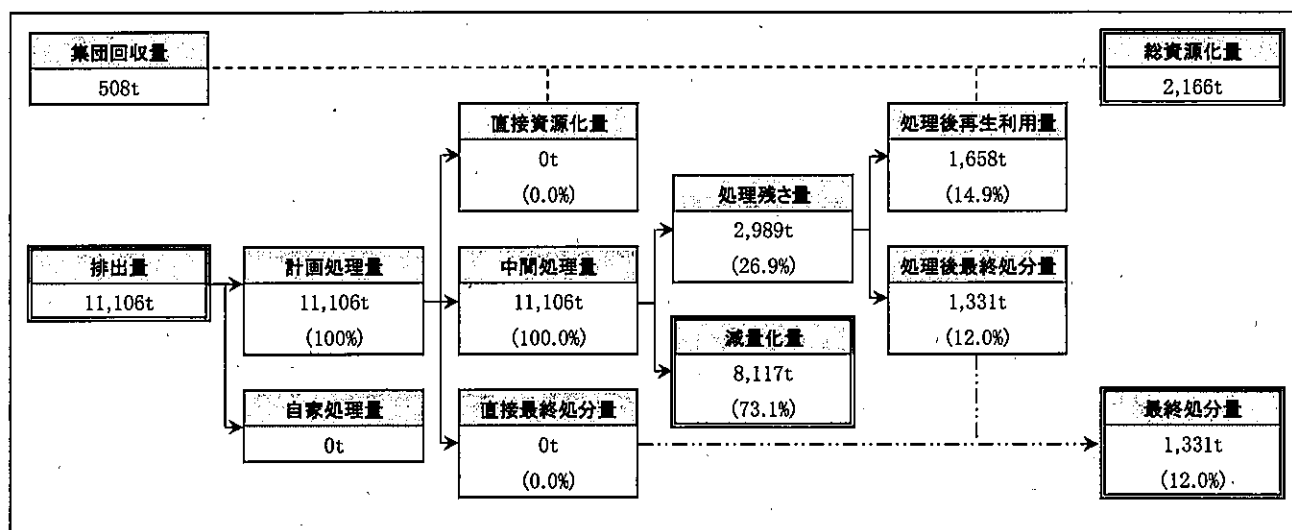 集団回収量
508t
総資源化量
2,166t
直接資源化量
0t
(0.0%)
処理後再生利用量
1,658t
(14.9%)
処理残さ量
2,989t
(26.9%)
排出量
11,106t
計画処理量
11,106t
(100%)
中間処理量
11,106t
(100.0%)
処理後最終処分量
1,331t
(12.0%)
減量化量
8,117t
(73.1%)
自家処理量
0t
直接最終処分量
0t
(0.0%)
最終処分量
1,331t
(12.0%)